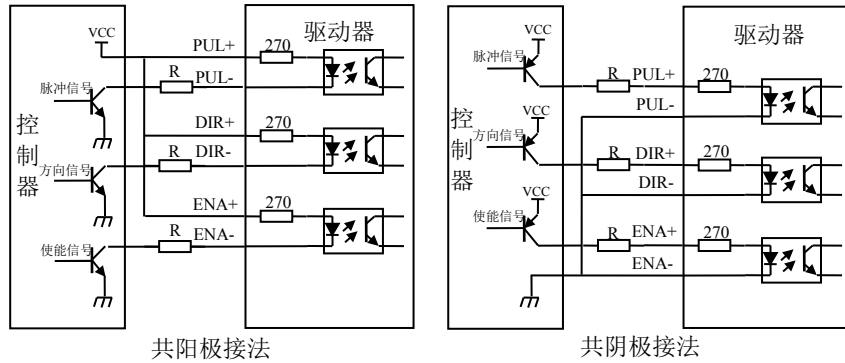 驱动器
VCC
PUL+
270
R
PUL-
脉冲信号
控制器
DIR+
270
R
DIR-
方向信号
ENA+
270
R
ENA-
使能信号
共阳极接法
驱动器
VCC
脉冲信号
R
PUL+
270
PUL-
控制器
VCC
方向信号
R
DIR+
270
DIR-
VCC
使能信号
R
ENA+
270
ENA-
共阴极接法